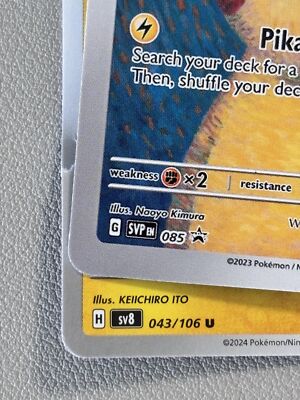 Pika
Search your deck for a
Then, shuffle your dec
weakness ×2 resistance
Illus. Naoyo Kimura
W
G SVP EN 085
©2023 Pokémon / N
Illus. KEIICHIRO ITO
H SV8 043/106 U
©2024 Pokémon/Nin